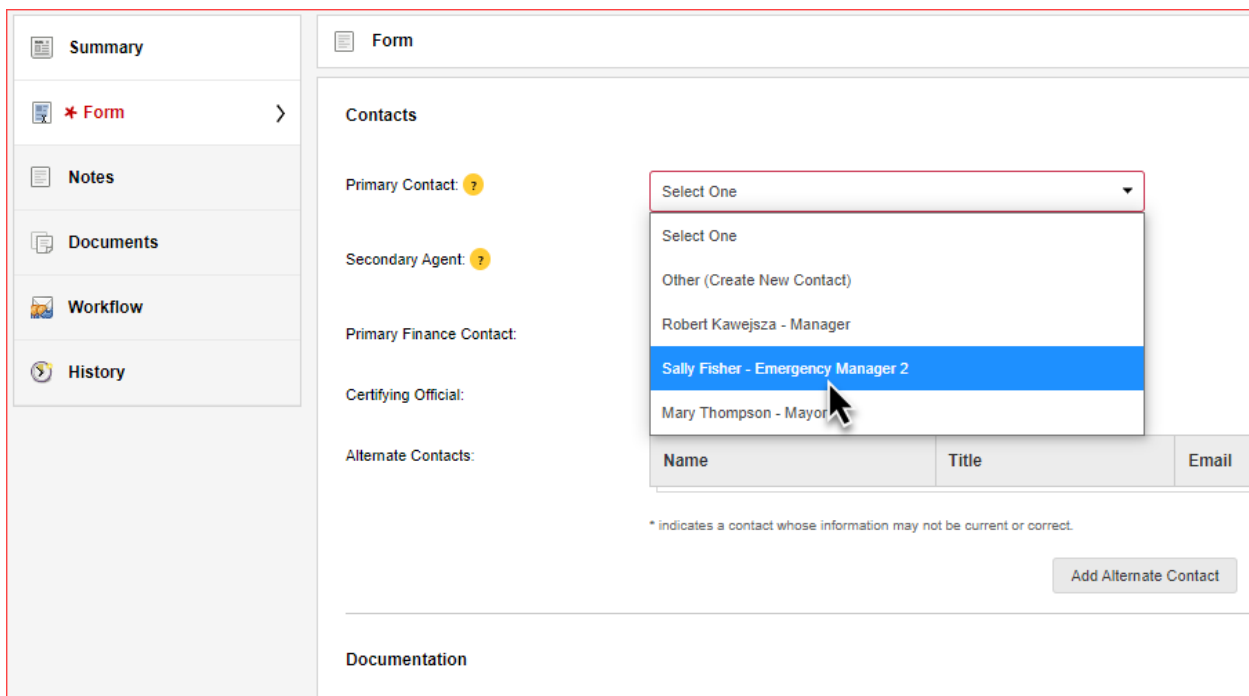 Summary
* Form
Notes
Documents
Workflow
History
Form
Contacts
Primary Contact: ?
Select One
Select One
Other (Create New Contact)
Robert Kawejsza - Manager
Sally Fisher - Emergency Manager 2
Mary Thompson - Mayor
Secondary Agent: ?
Primary Finance Contact:
Certifying Official:
Alternate Contacts:
Name Title Email
* indicates a contact whose information may not be current or correct.
Add Alternate Contact
Documentation